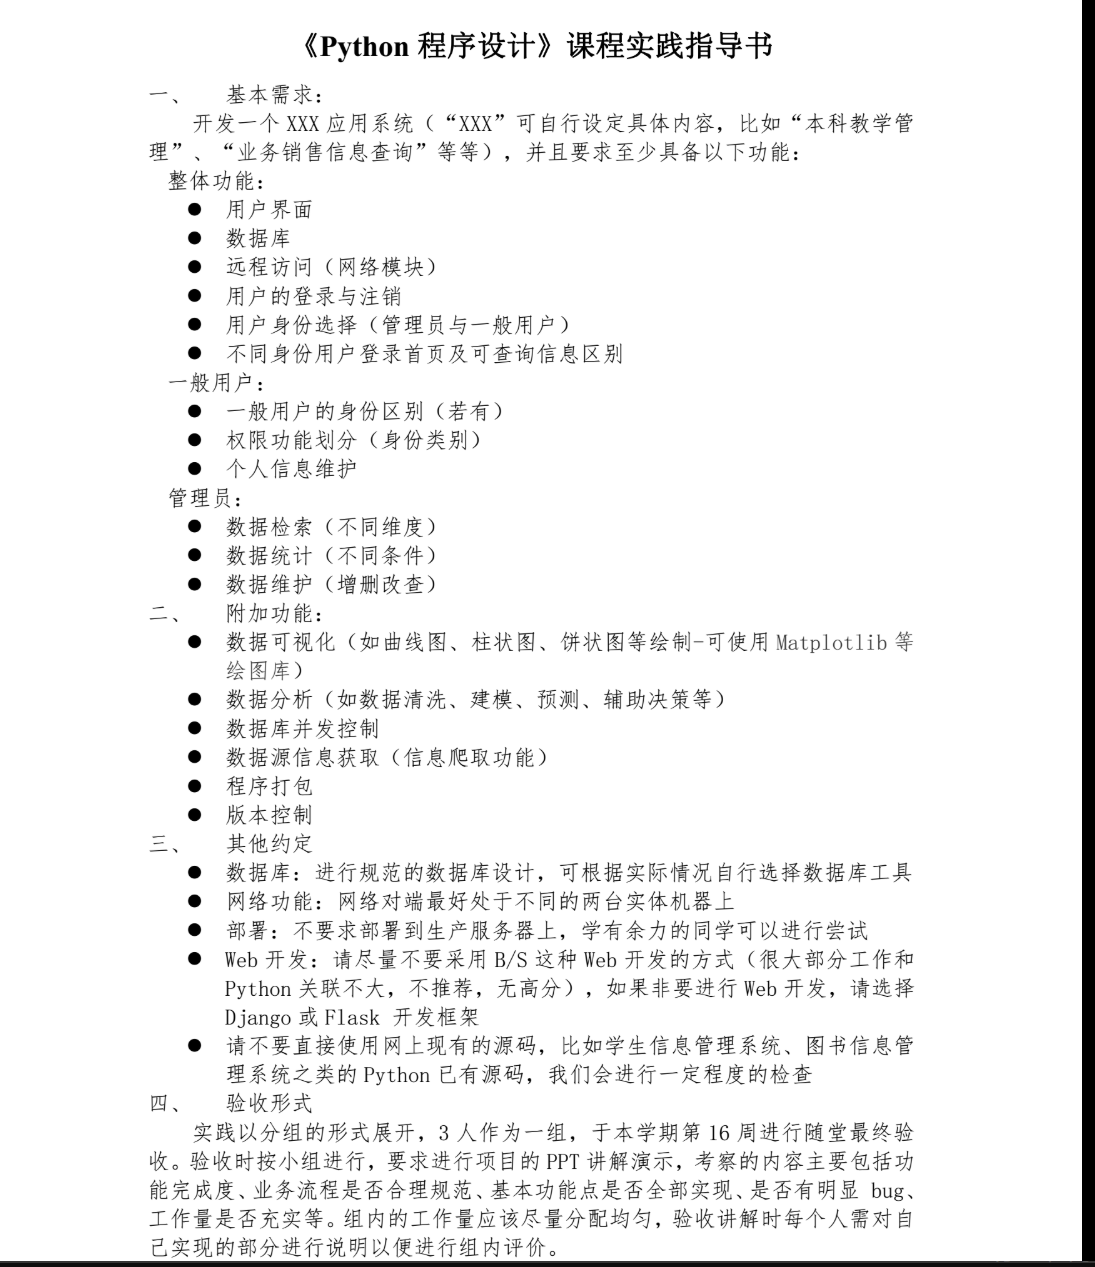 《Python 程序设计》课程实践指导书
一、 基本需求：
开发一个 XXX 应用系统（“XXX”可自行设定具体内容，比如“本科教学管
理”、“业务销售信息查询”等等），并且要求至少具备以下功能：
整体功能：
● 用户界面
● 数据库
● 远程访问（网络模块）
● 用户的登录与注销
● 用户身份选择（管理员与一般用户）
● 不同身份用户登录首页及可查询信息区别
一般用户：
● 一般用户的身份区别（若有）
● 权限功能划分（身份类别）
● 个人信息维护
管理员：
● 数据检索（不同维度）
● 数据统计（不同条件）
● 数据维护（增删改查）
二、 附加功能：
● 数据可视化（如曲线图、柱状图、饼状图等绘制-可使用 Matplotlib 等
绘图库）
● 数据分析（如数据清洗、建模、预测、辅助决策等）
● 数据库并发控制
● 数据源信息获取（信息爬取功能）
● 程序打包
● 版本控制
三、 其他约定
● 数据库：进行规范的数据库设计，可根据实际情况自行选择数据库工具
● 网络功能：网络对端最好处于不同的两台实体机器上
● 部署：不要求部署到生产服务器上，学有余力的同学可以进行尝试
● Web 开发：请尽量不要采用 B/S 这种 Web 开发的方式（很大部分工作和
Python 关联不大，不推荐，无高分），如果非要进行 Web 开发，请选择
Django 或 Flask 开发框架
● 请不要直接使用网上现有的源码，比如学生信息管理系统、图书信息管
理系统之类的 Python 已有源码，我们会进行一定程度的检查
四、 验收形式
实践以分组的形式展开，3 人作为一组，于本学期第 16 周进行随堂最终验
收。验收时按小组进行，要求进行项目的 PPT 讲解演示，考察的内容主要包括功
能完成度、业务流程是否合理规范、基本功能点是否全部实现、是否有明显 bug、
工作量是否充实等。组内的工作量应该尽量分配均匀，验收讲解时每个人需对自
己实现的部分进行说明以便进行组内评价。